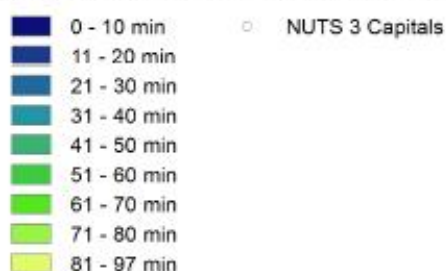 0 - 10 min
11 - 20 min
21 - 30 min
31 - 40 min
41 - 50 min
51 - 60 min
61 - 70 min
71 - 80 min
81 - 97 min
NUTS 3 Capitals